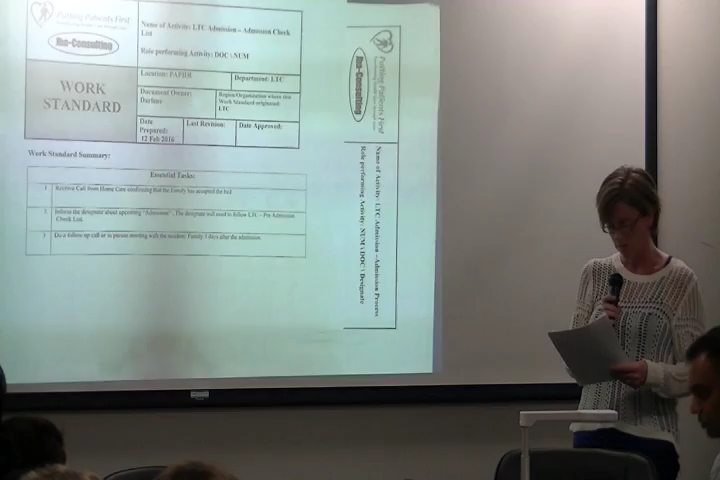 Putting Patients First
Name of Activity: LTC Admission – Admission Check
List
Role performing Activity: DOC \ NUM
WORK
STANDARD
Location: PAPHR
Department: LTC
Document Owner:
Darlene
Region/Organization where this
Work Standard originated:
LTC
Date
Prepared:
12 Feb 2016
Last Revision:
Date Approved:
Work Standard Summary:
Essential Tasks:
1. Receive Call from Home Care confirming that the Family has accepted the bed
2. Inform the designate about upcoming "Admission". The designate will need to follow LTC – Pre Admission
Check List.
3. Do a follow up call or in person meeting with the resident/ Family 3 days after the admission.
Putting Patients First
Name of Activity: LTC Admission –Admission Process
Role performing Activity: NUM \ DOC \ Designate